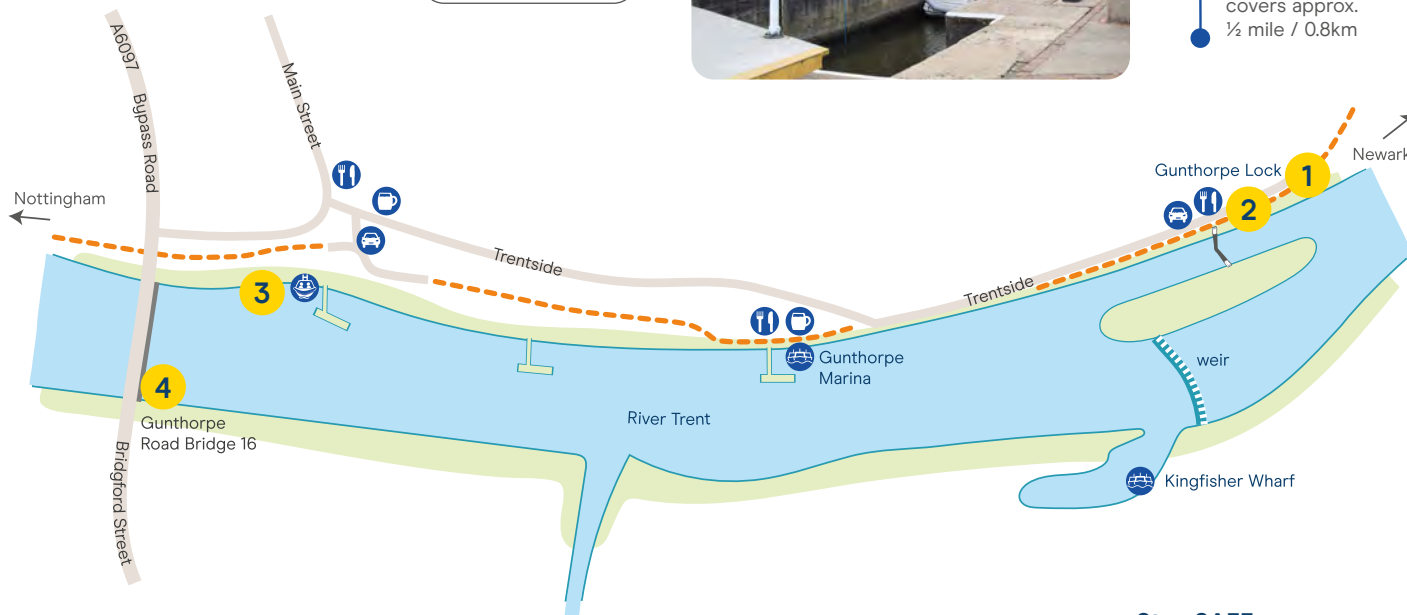 covers approx.
½ mile / 0.8km
A6097
Bypass Road
Main Street
Nottingham
Newark
Gunthorpe Lock
1
2
Trentside
Trentside
3
Gunthorpe
Marina
weir
4
Gunthorpe
Road Bridge 16
River Trent
Bridgford Street
Kingfisher Wharf